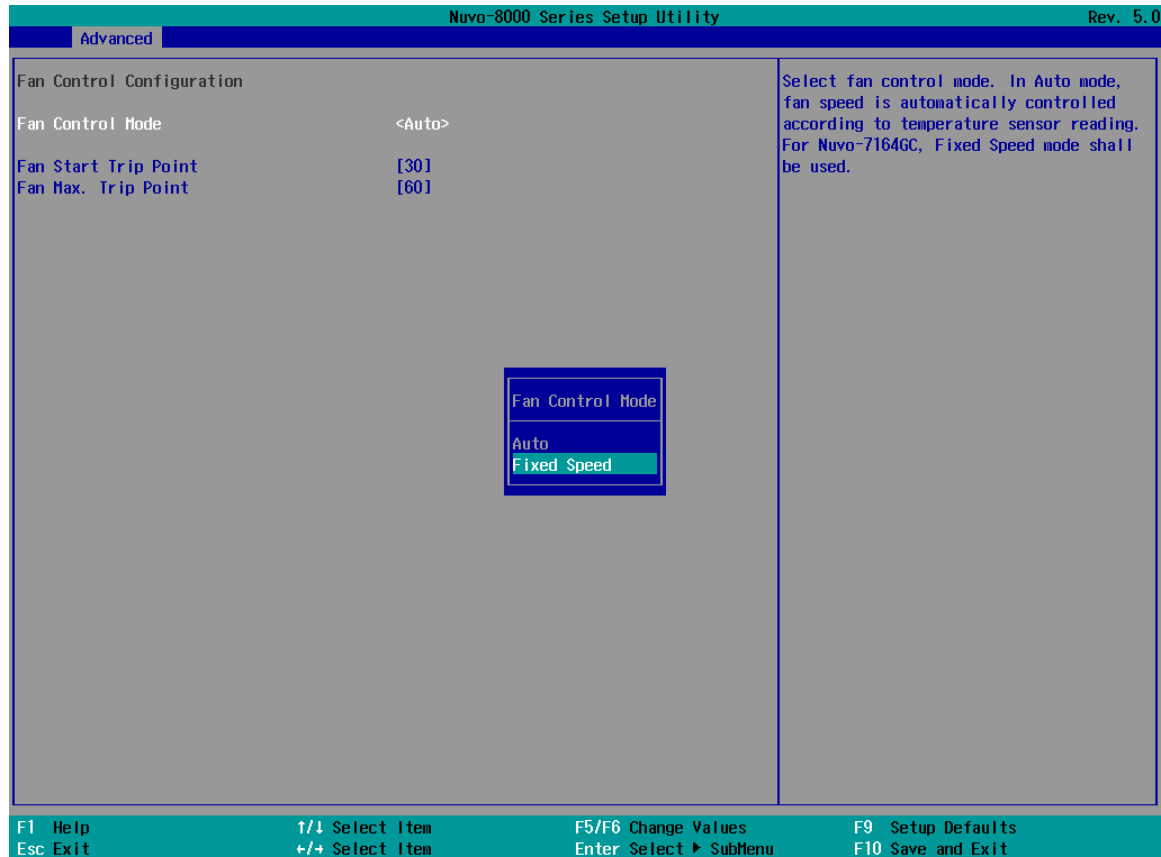 Nuvo-8000 Series Setup Utility Rev. 5.0
Advanced
Fan Control Configuration
Fan Control Mode <Auto>
Fan Start Trip Point [30]
Fan Max. Trip Point [60]
Select fan control mode. In Auto mode,
fan speed is automatically controlled
according to temperature sensor reading.
For Nuvo-7164GC, Fixed Speed mode shall
be used.
Fan Control Mode
Auto
Fixed Speed
F1 Help ↑/↓ Select Item F5/F6 Change Values F9 Setup Defaults
Esc Exit ←/→ Select Item Enter Select ▶ SubMenu F10 Save and Exit